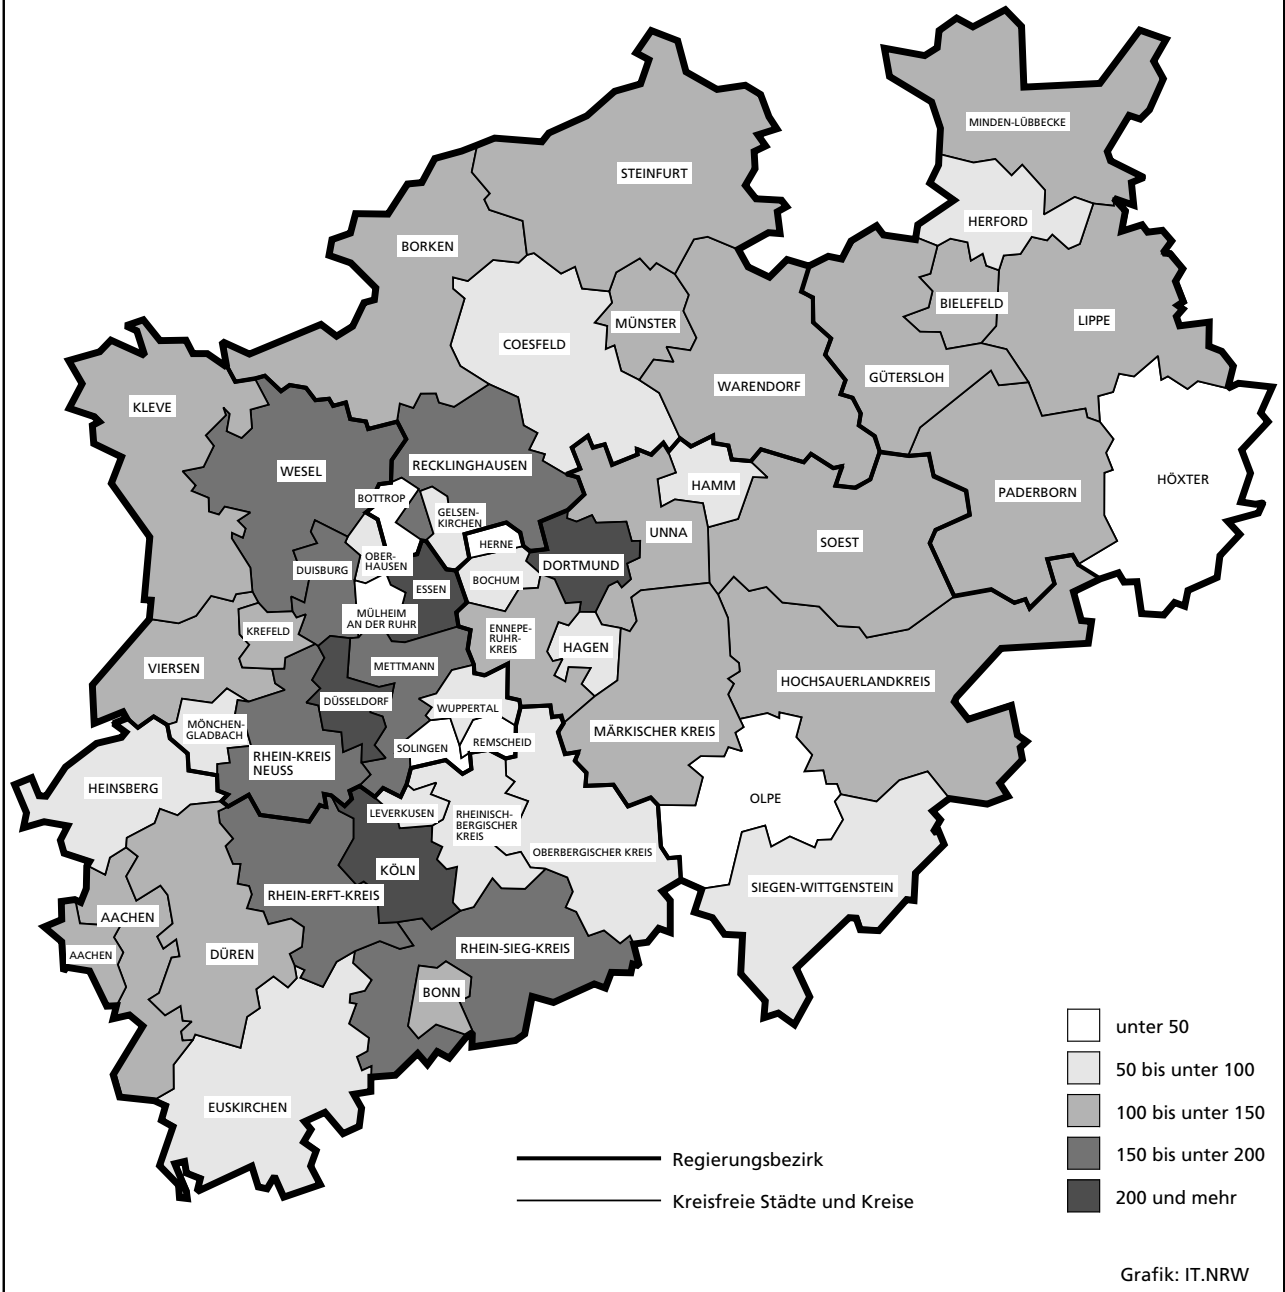 MINDEN-LÜBBECKE
STEINFURT
HERFORD
BORKEN
BIELEFELD
LIPPE
MÜNSTER
COESFELD
GÜTERSLOH
WARENDORF
KLEVE
RECKLINGHAUSEN
WESEL
HÖXTER
HAMM
PADERBORN
BOTTROP
GELSEN-
KIRCHEN
UNNA
SOEST
HERNE
OBER-
HAUSEN
DORTMUND
DUISBURG
BOCHUM
ESSEN
MÜLHEIM
AN DER RUHR
KREFELD
ENNEPE-
RUHR-
KREIS
HAGEN
VIERSEN
METTMANN
HOCHSAUERLANDKREIS
DÜSSELDORF
WUPPERTAL
MÖNCHEN-
GLADBACH
MÄRKISCHER KREIS
SOLINGEN
REMSCHEID
RHEIN-KREIS
NEUSS
HEINSBERG
OLPE
LEVERKUSEN
RHEINISCH-
BERGISCHER
KREIS
OBERBERGISCHER KREIS
KÖLN
RHEIN-ERFT-KREIS
SIEGEN-WITTGENSTEIN
AACHEN
RHEIN-SIEG-KREIS
AACHEN
DÜREN
BONN
EUSKIRCHEN
unter 50
50 bis unter 100
100 bis unter 150
150 bis unter 200
200 und mehr
Regierungsbezirk
Kreisfreie Städte und Kreise
Grafik: IT.NRW